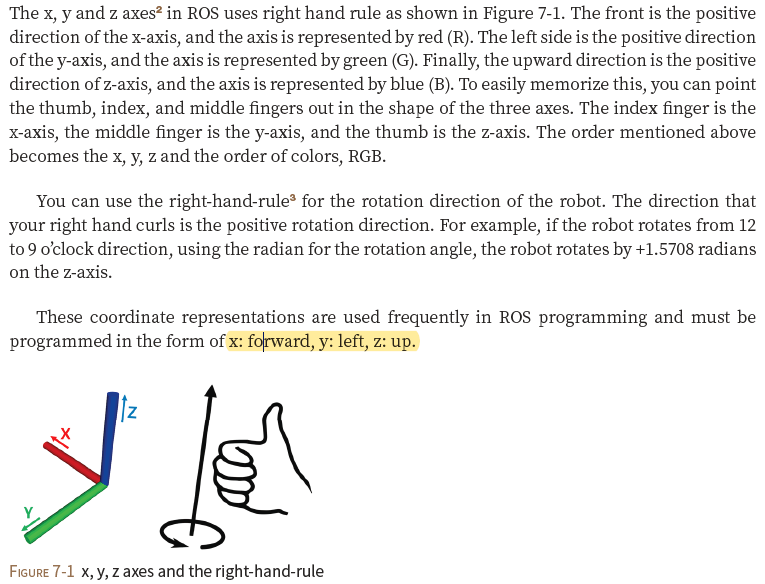 The x, y and z axes² in ROS uses right hand rule as shown in Figure 7-1. The front is the positive
direction of the x-axis, and the axis is represented by red (R). The left side is the positive direction
of the y-axis, and the axis is represented by green (G). Finally, the upward direction is the positive
direction of z-axis, and the axis is represented by blue (B). To easily memorize this, you can point
the thumb, index, and middle fingers out in the shape of the three axes. The index finger is the
x-axis, the middle finger is the y-axis, and the thumb is the z-axis. The order mentioned above
becomes the x, y, z and the order of colors, RGB.
You can use the right-hand-rule³ for the rotation direction of the robot. The direction that
your right hand curls is the positive rotation direction. For example, if the robot rotates from 12
to 9 o’clock direction, using the radian for the rotation angle, the robot rotates by +1.5708 radians
on the z-axis.
These coordinate representations are used frequently in ROS programming and must be
programmed in the form of x: forward, y: left, z: up.
Z
X
Y
FIGURE 7-1 x, y, z axes and the right-hand-rule